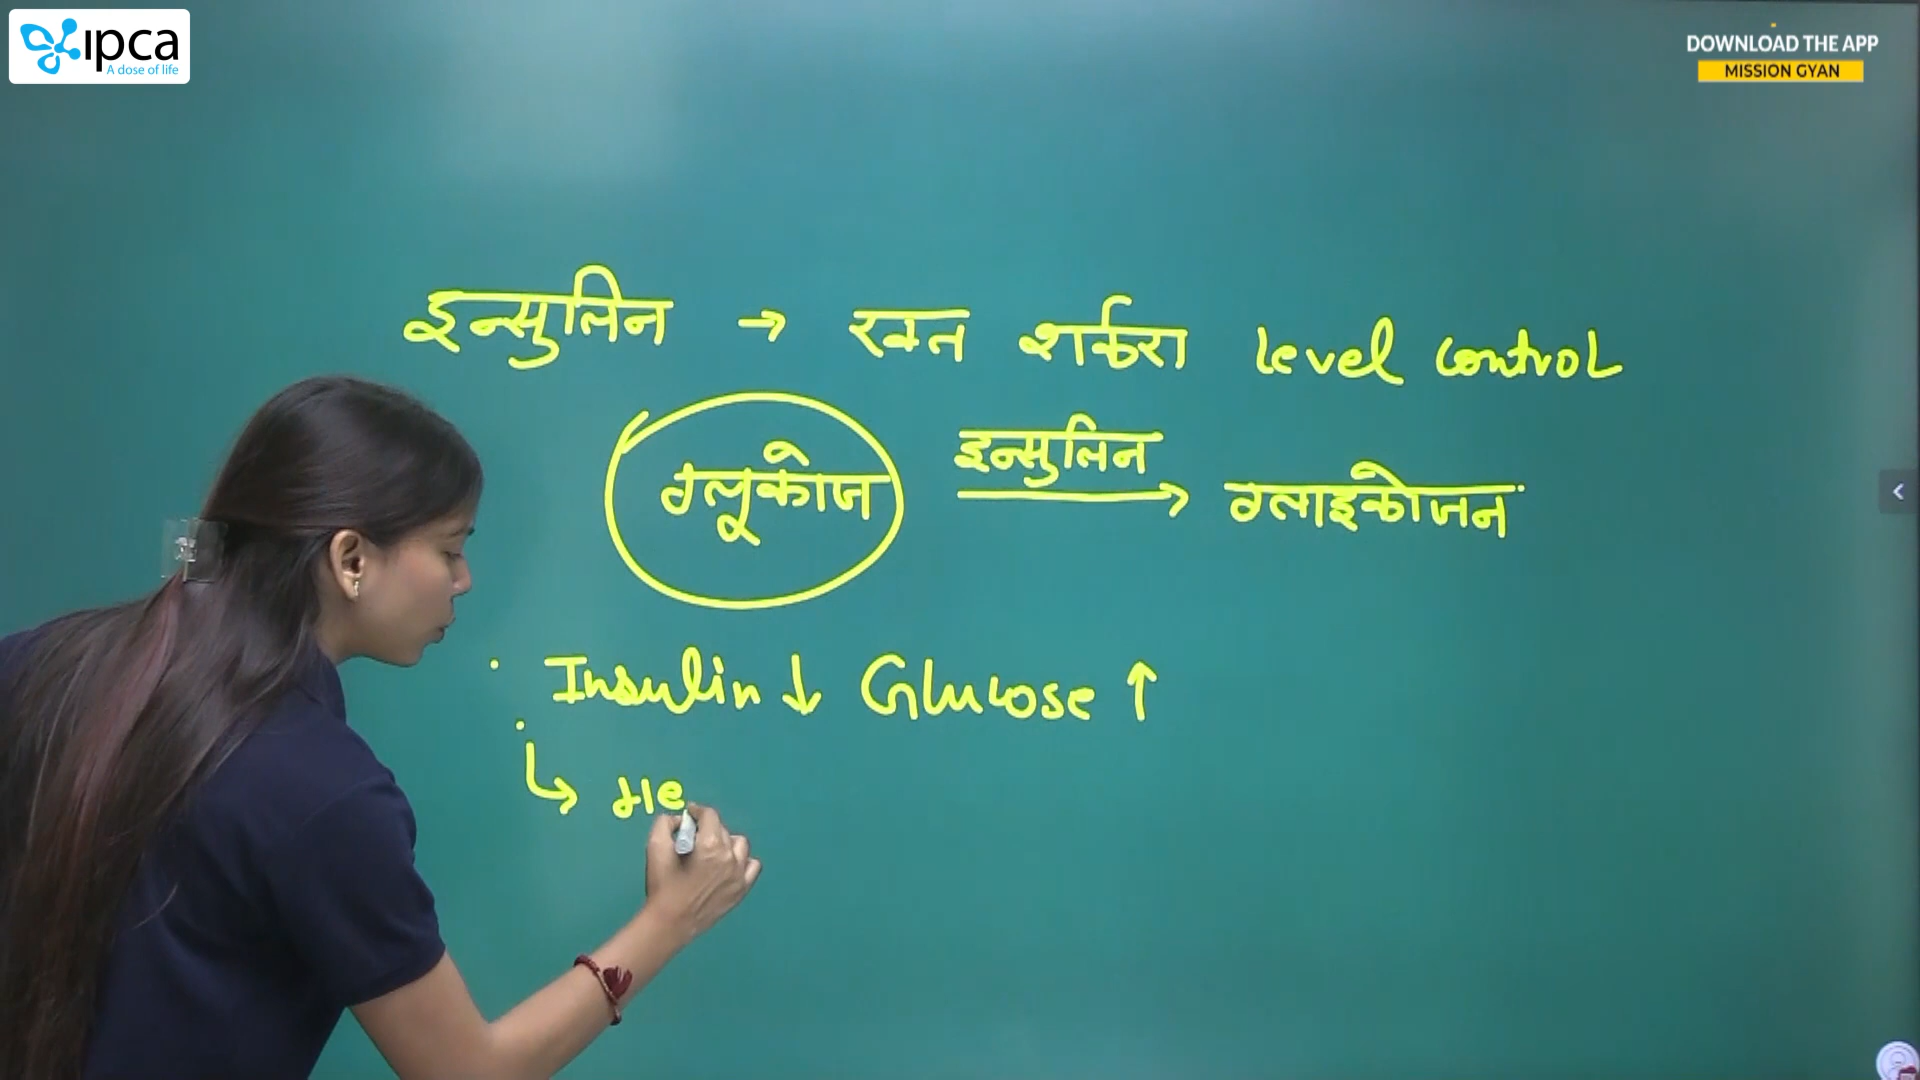 ipca
A dose of life
DOWNLOAD THE APP
MISSION GYAN
इन्सुलिन → रक्त शर्करा level control
ग्लूकोज इन्सुलिन → ग्लाइकोजन
Insulin ↓ Glucose ↑
↳ मध